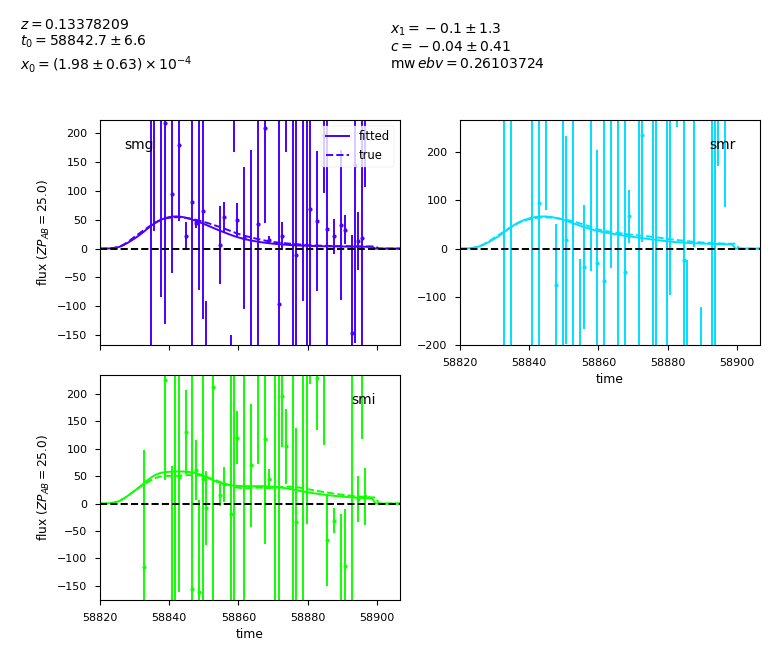 z = 0.13378209
t₀ = 58842.7 ± 6.6
x₀ = (1.98 ± 0.63) × 10⁻⁴
x₁ = −0.1 ± 1.3
c = −0.04 ± 0.41
mw ebv = 0.26103724
smg
fitted
true
200
150
100
50
0
−50
−100
−150
flux (ZP_AB = 25.0)
smr
200
100
0
−100
−200
58820 58840 58860 58880 58900
time
smi
200
150
100
50
0
−50
−100
−150
flux (ZP_AB = 25.0)
58820 58840 58860 58880 58900
time